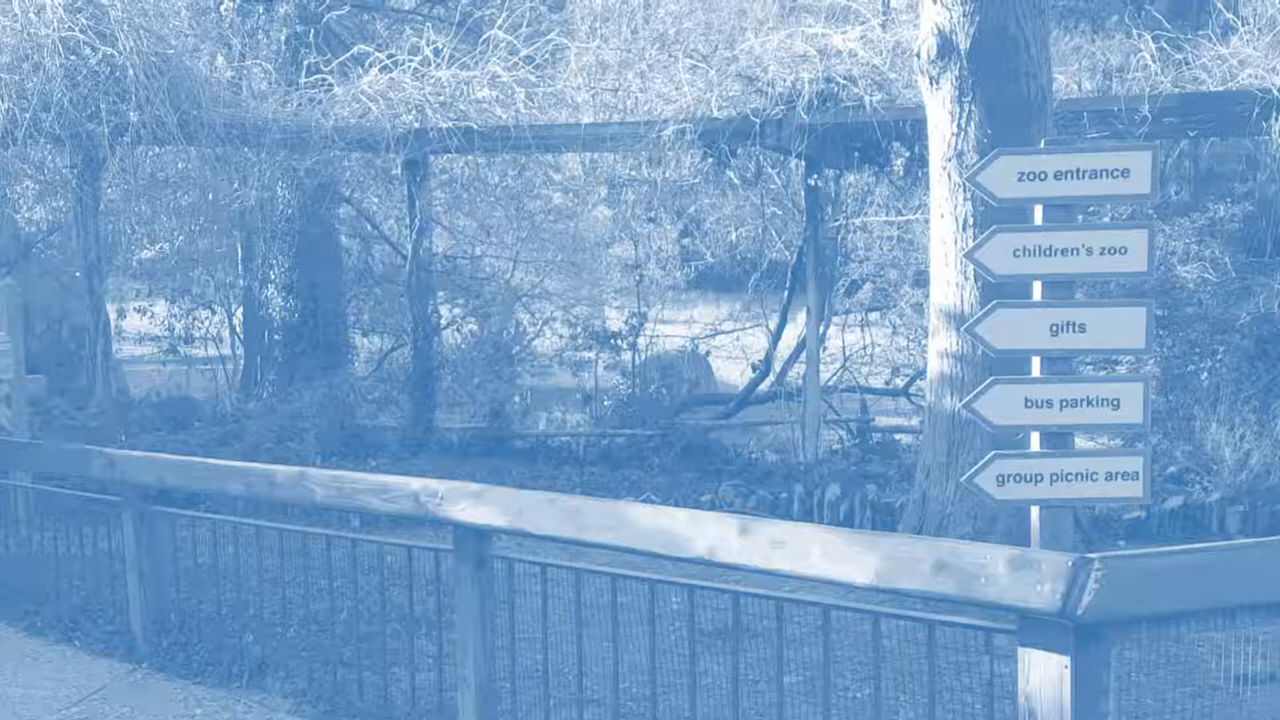 zoo entrance
children's zoo
gifts
bus parking
group picnic area